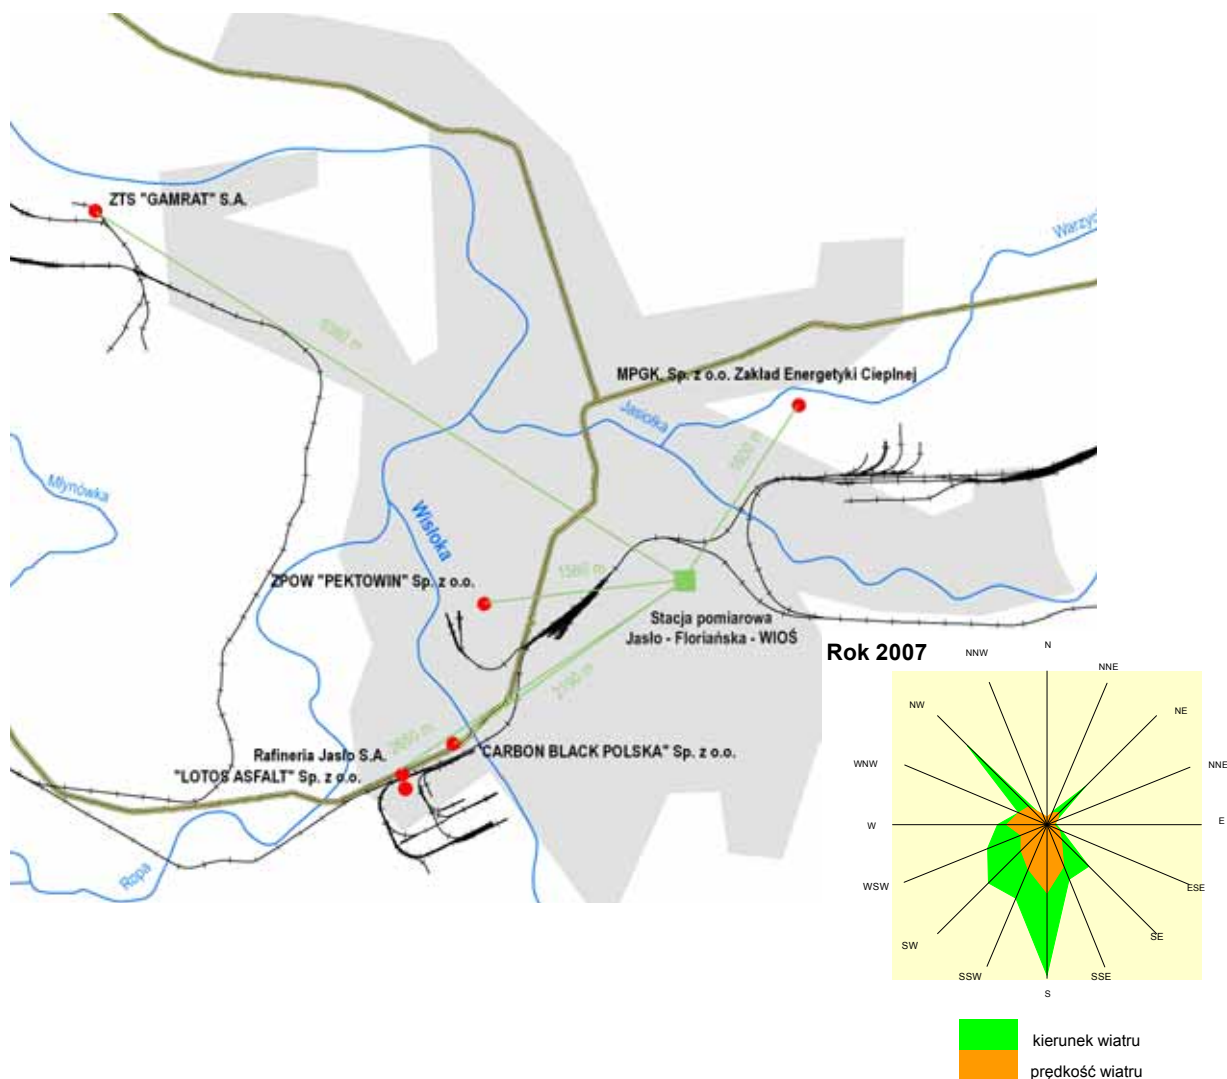 ZTS "GAMRAT" S.A.
Warzyc
MPGK, Sp. z o.o. Zakład Energetyki Cieplnej
Jasiołka
1800 m
Młynówka
Wisłoka
ZPOW "PEKTOWIN" Sp. z o.o.
1560 m
Stacja pomiarowa
Jasło - Floriańska - WIOŚ
Rafineria Jasło S.A.
"CARBON BLACK POLSKA" Sp. z o.o.
"LOTOS ASFALT" Sp. z o.o.
Ropa
Rok 2007
N
NNW
NNE
NW
NE
WNW
NNE
W
E
WSW
ESE
SW
SE
SSW
SSE
S
kierunek wiatru
prędkość wiatru